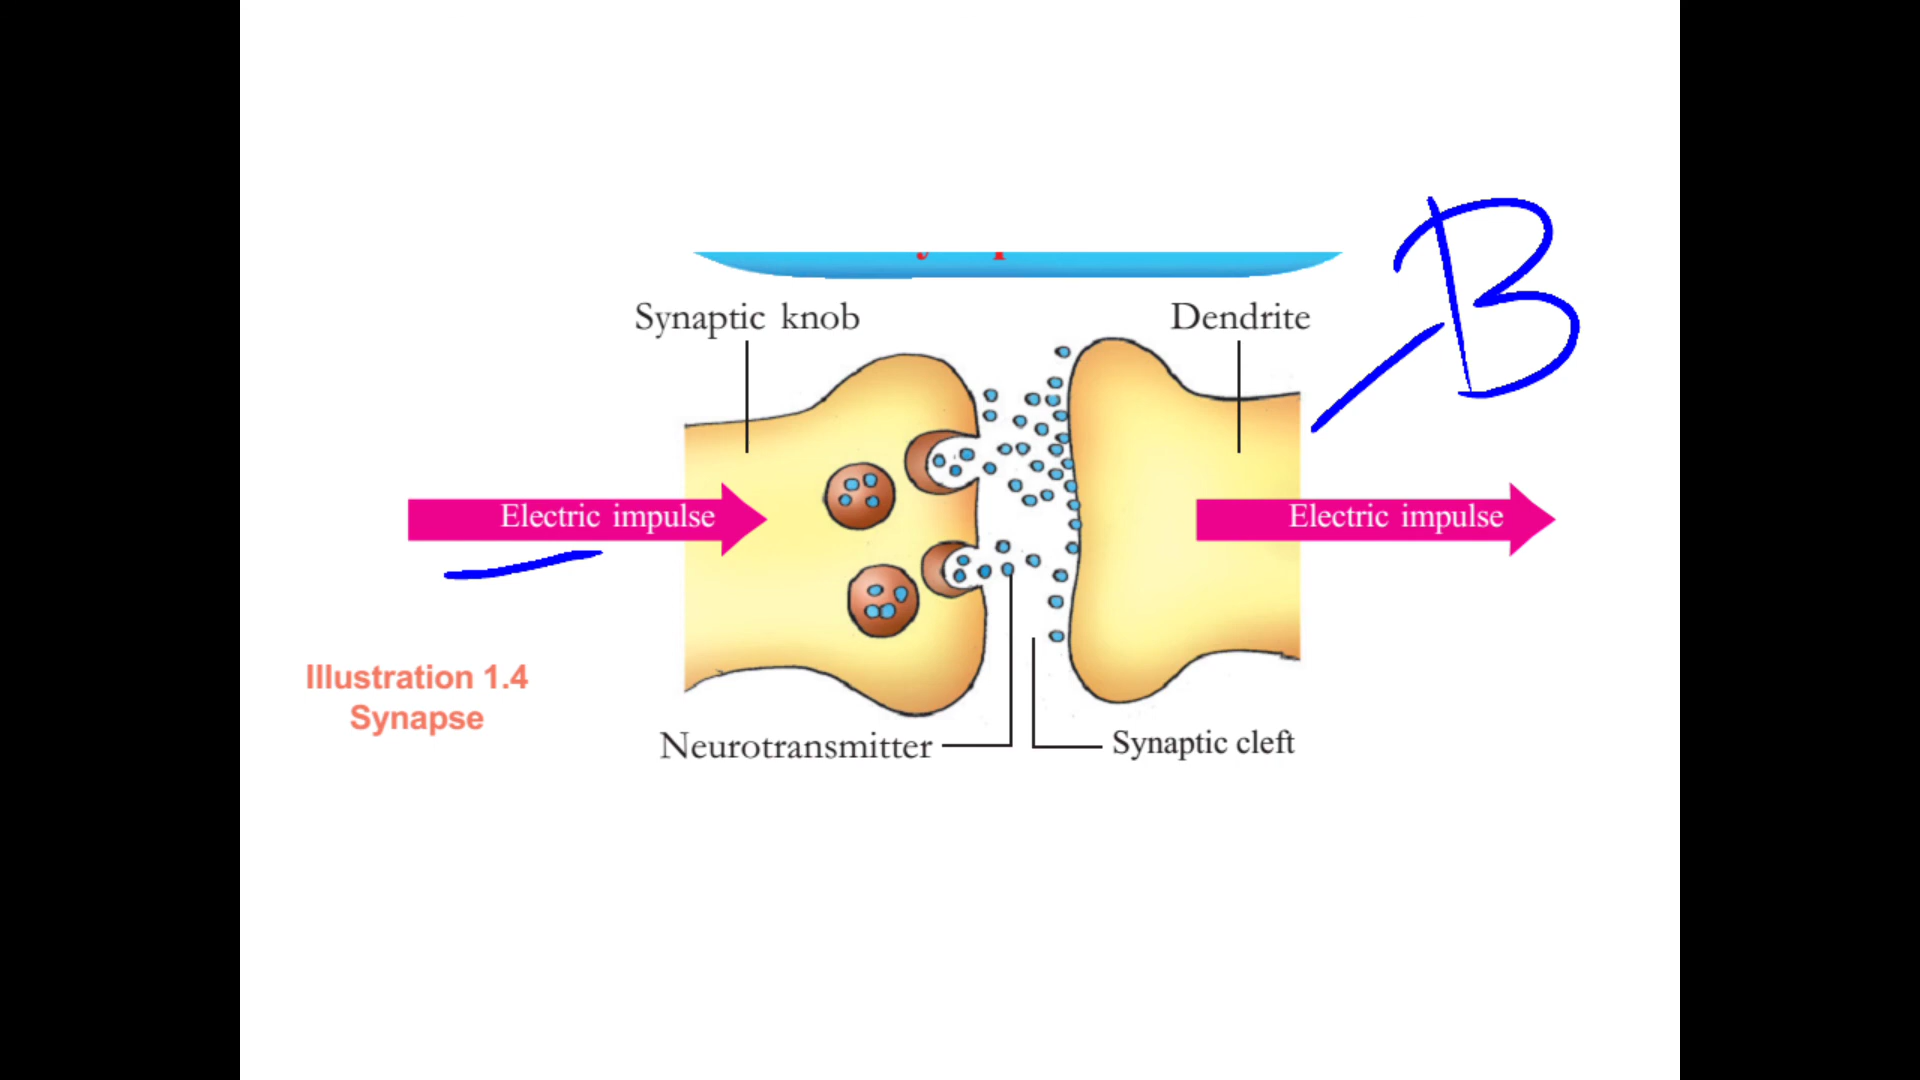 B
Synaptic knob
Dendrite
Electric impulse
Electric impulse
Illustration 1.4
Synapse
Neurotransmitter
Synaptic cleft